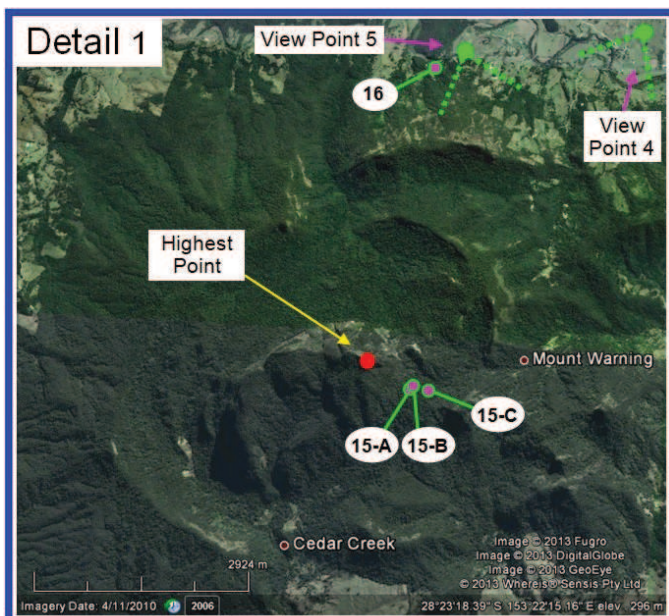 Detail 1
View Point 5
16
View
Point 4
Highest
Point
Mount Warning
15-C
15-A
15-B
Cedar Creek
2924 m
Image © 2013 Fugro
Image © 2013 DigitalGlobe
Image © 2013 GeoEye
© 2013 Whereis® Sensis Pty Ltd
Imagery Date: 4/11/2010
2006
28°23'18.39" S 153°22'15.16" E elev 296 m